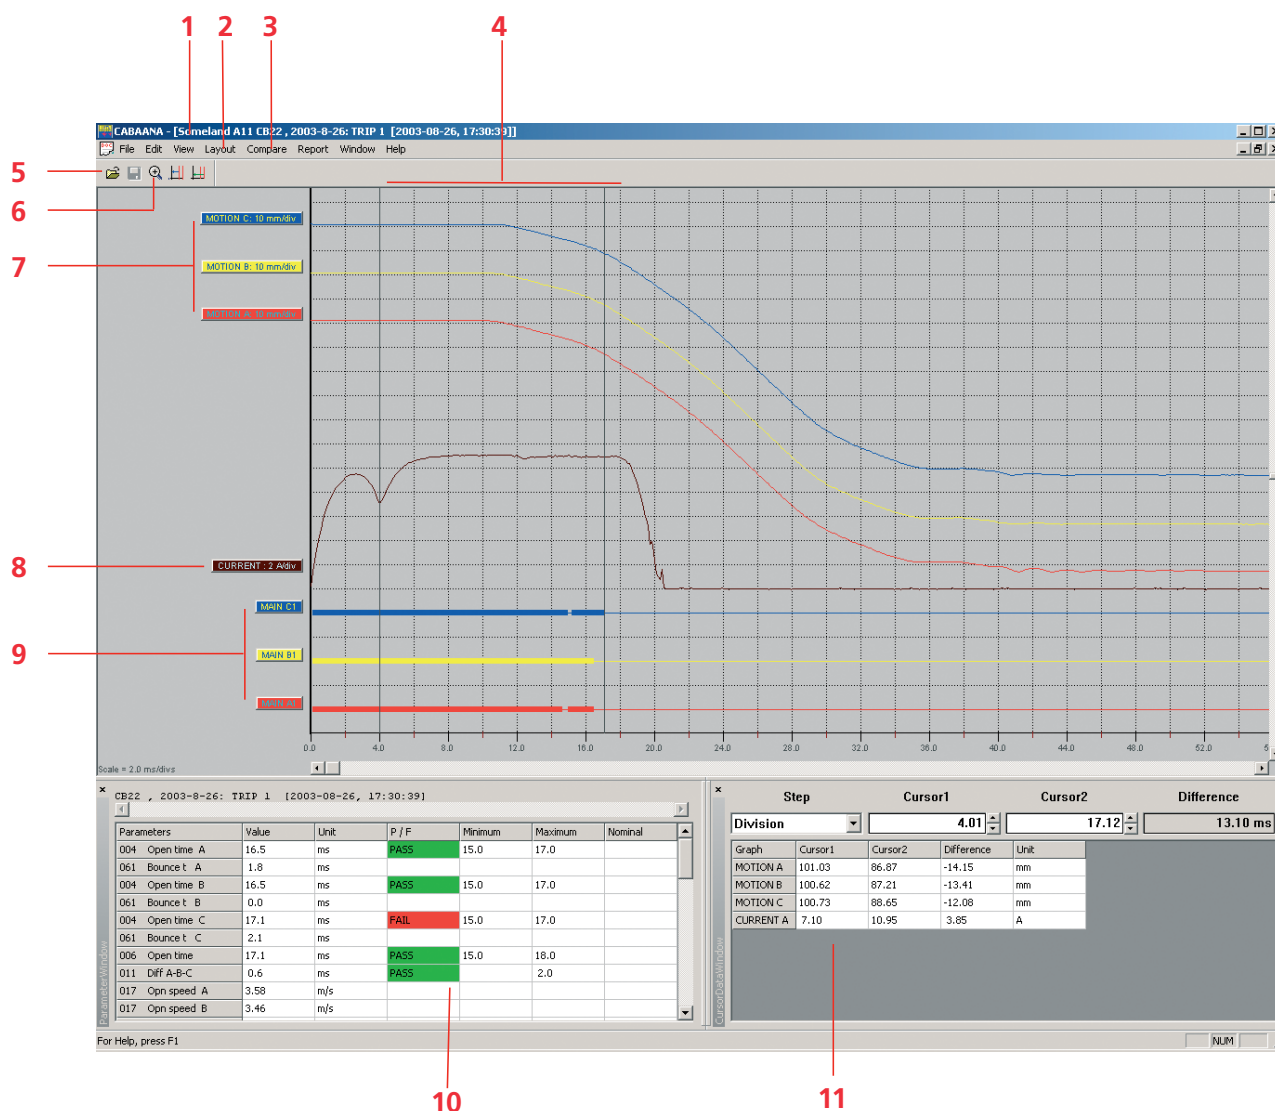 1 2 3 4
CABAANA - [Someland A11 CB22 , 2003-8-26: TRIP 1 [2003-08-26, 17:30:39]]
File Edit View Layout Compare Report Window Help
5
6
MOTION C: 10 mm/div
7
MOTION B: 10 mm/div
MOTION A: 10 mm/div
8
CURRENT : 2 A/div
MAIN C1
9
MAIN B1
MAIN A1
0.0 4.0 8.0 12.0 16.0 20.0 24.0 28.0 32.0 36.0 40.0 44.0 48.0 52.0 5
Scale = 2.0 ms/divs
CB22 , 2003-8-26: TRIP 1 [2003-08-26, 17:30:39]
Parameters Value Unit P / F Minimum Maximum Nominal
004 Open time A 16.5 ms PASS 15.0 17.0
061 Bounce t A 1.8 ms
004 Open time B 16.5 ms PASS 15.0 17.0
061 Bounce t B 0.0 ms
004 Open time C 17.1 ms FAIL 15.0 17.0
061 Bounce t C 2.1 ms
006 Open time 17.1 ms PASS 15.0 18.0
011 Diff A-B-C 0.6 ms PASS 2.0
017 Opn speed A 3.58 m/s
017 Opn speed B 3.46 m/s
ParameterWindow
Step Cursor1 Cursor2 Difference
Division 4.01 17.12 13.10 ms
Graph Cursor1 Cursor2 Difference Unit
MOTION A 101.03 86.87 -14.15 mm
MOTION B 100.62 87.21 -13.41 mm
MOTION C 100.73 88.65 -12.08 mm
CURRENT A 7.10 10.95 3.85 A
CursorDataWindow
For Help, press F1 NUM
10 11